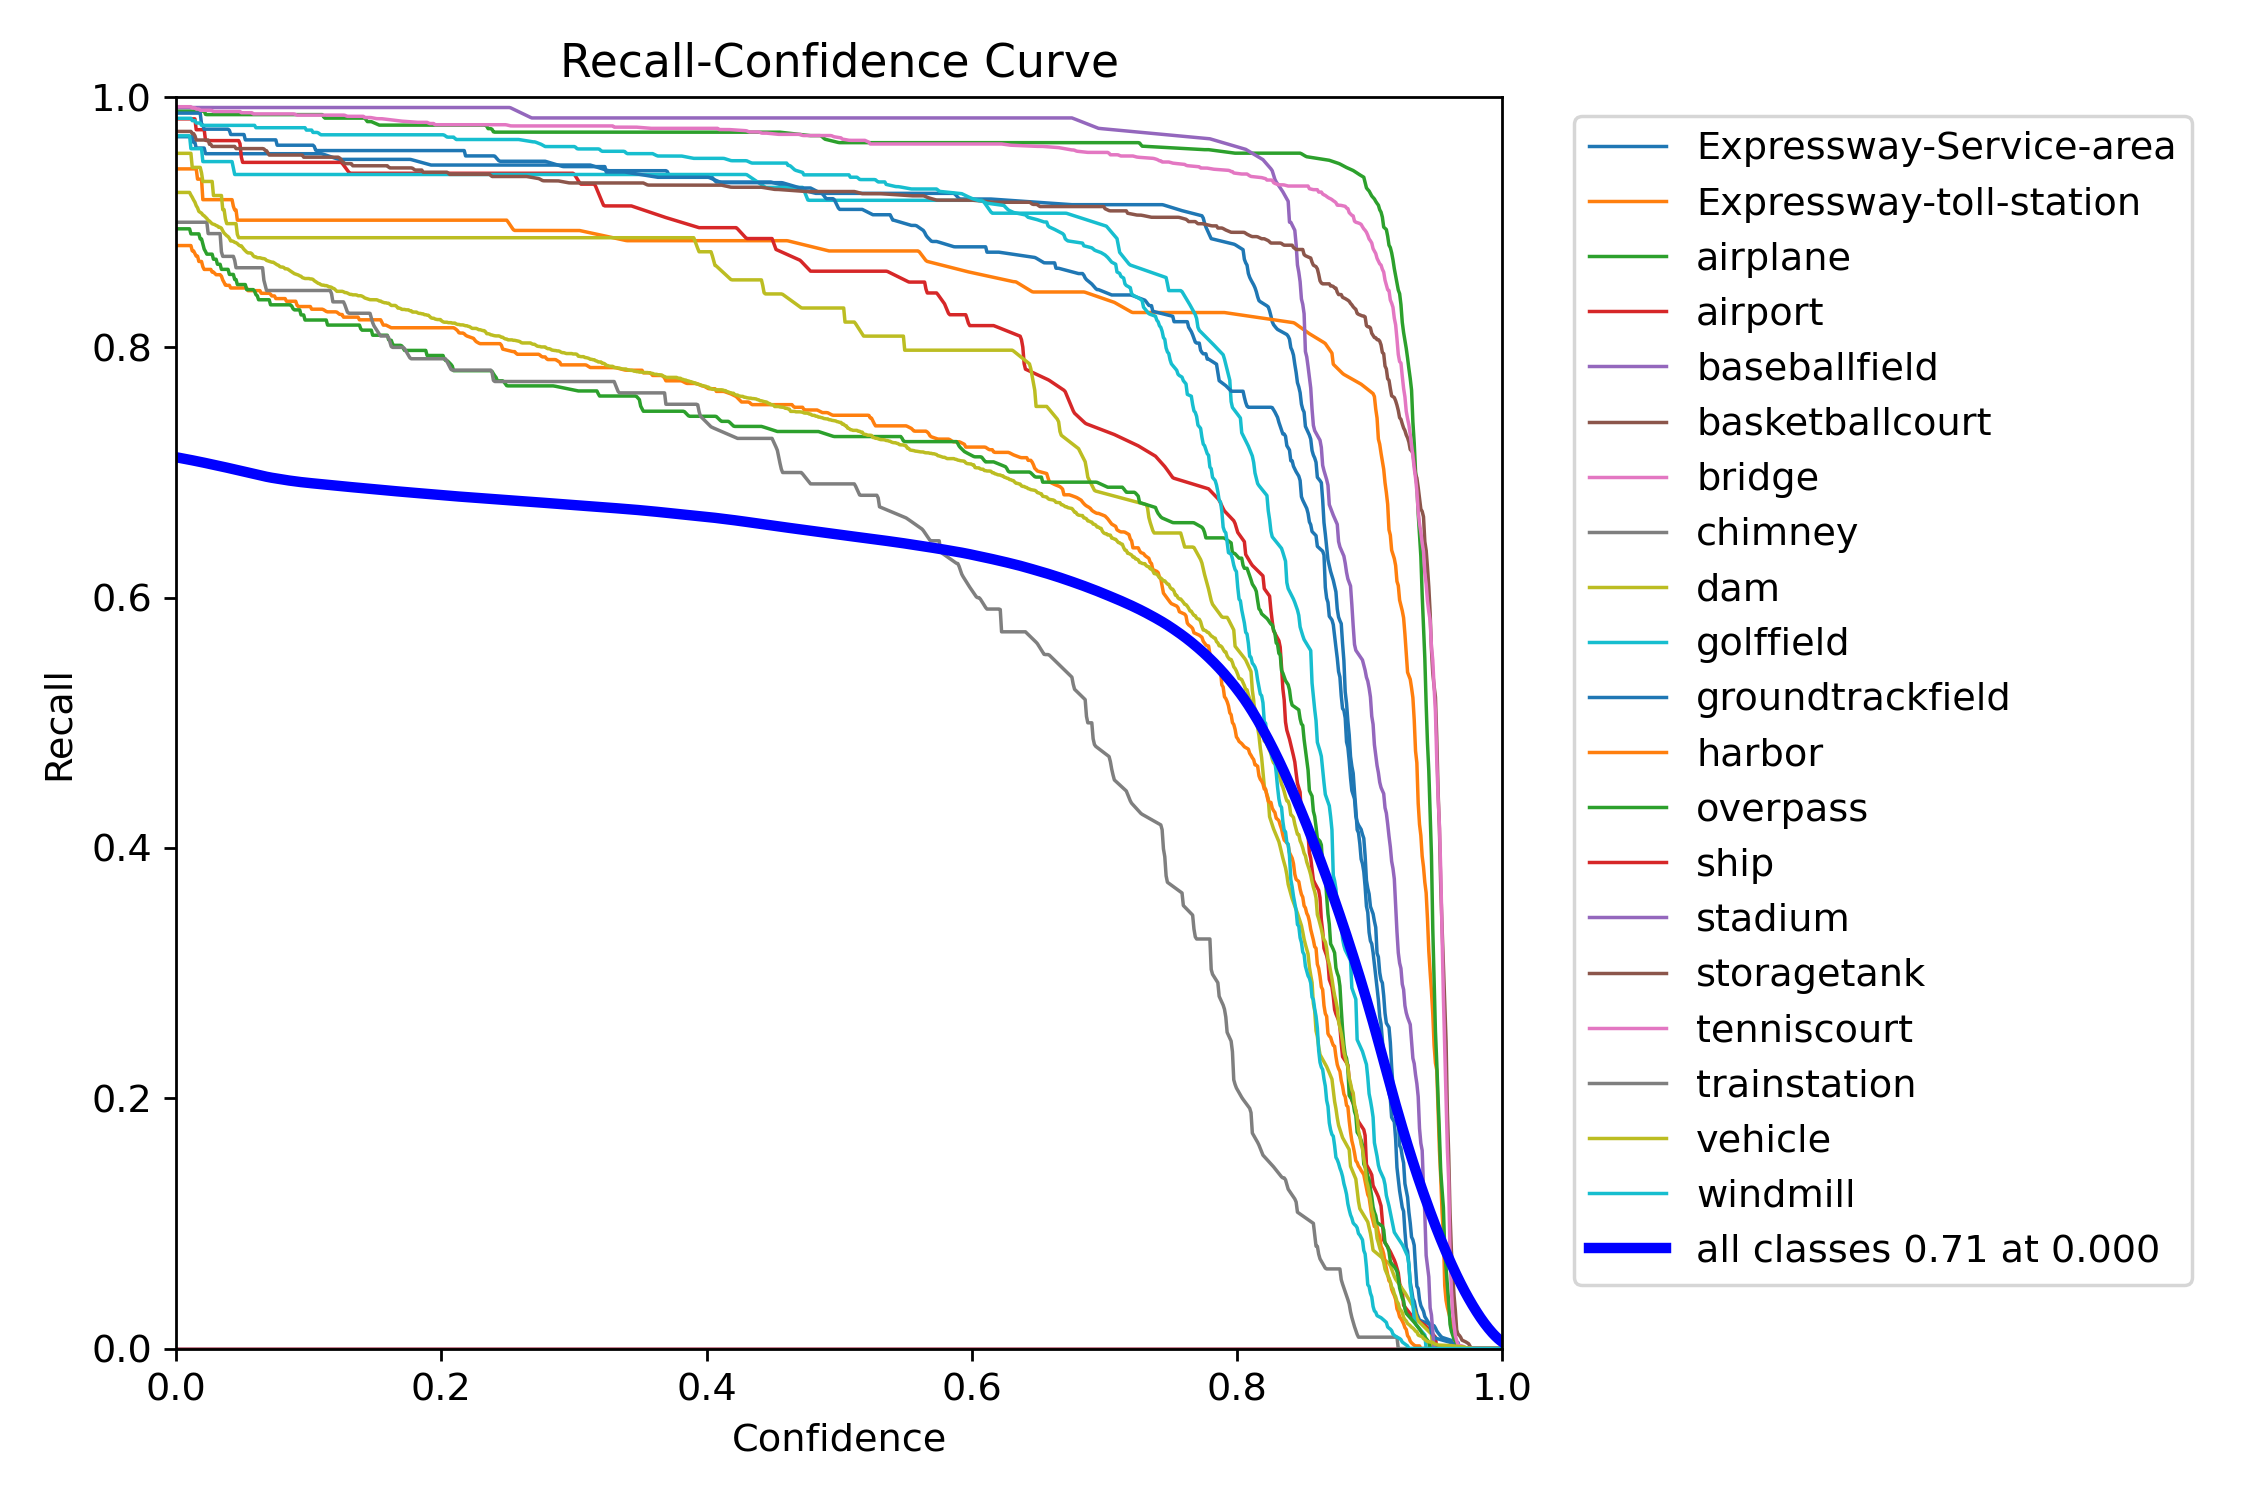 Recall-Confidence Curve
1.0
0.8
0.6
0.4
0.2
0.0
Recall
0.0 0.2 0.4 0.6 0.8 1.0
Confidence
Expressway-Service-area
Expressway-toll-station
airplane
airport
baseballfield
basketballcourt
bridge
chimney
dam
golffield
groundtrackfield
harbor
overpass
ship
stadium
storagetank
tenniscourt
trainstation
vehicle
windmill
all classes 0.71 at 0.000